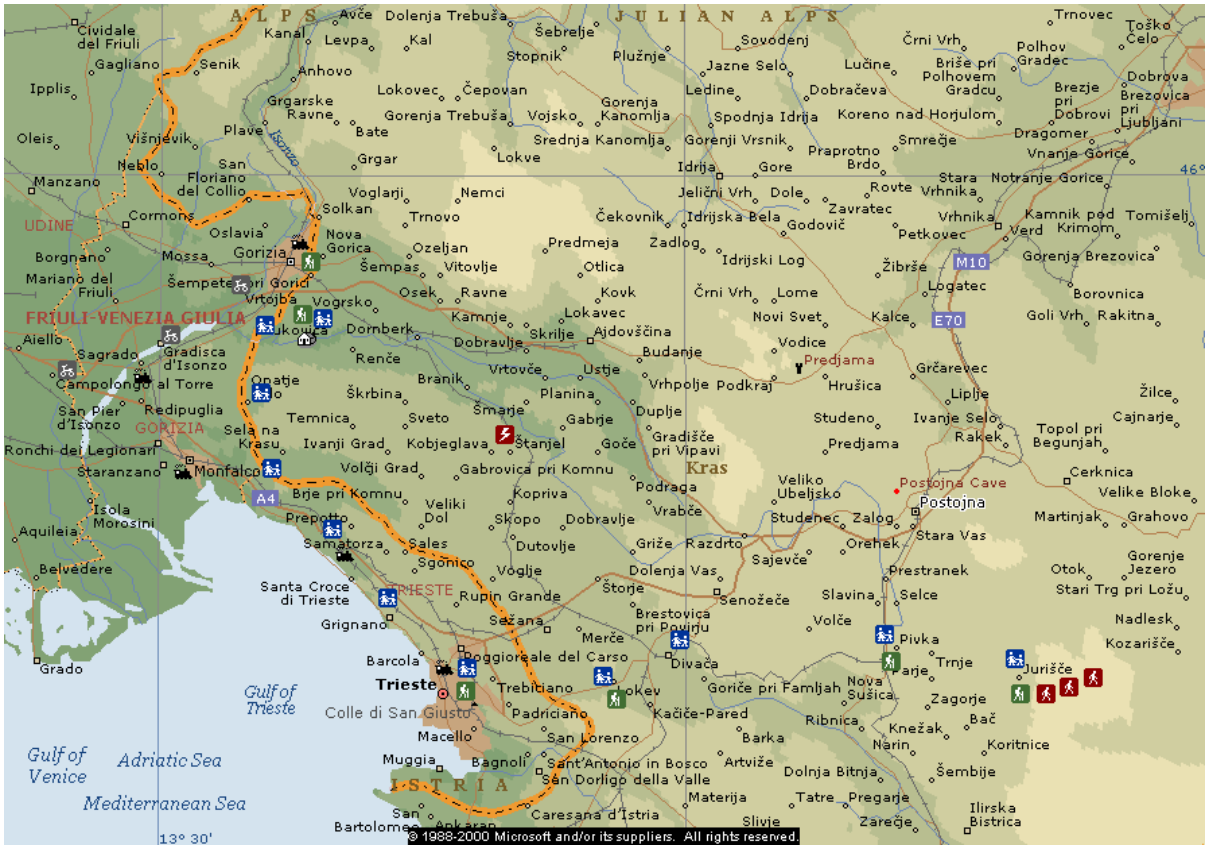 ALPS
JULIAN ALPS
Avče
Dolenja Trebuša
Trnovec
Cividale
del Friuli
Kanal
Levpa
Kal
Šebrelje
Stopnik
Plužnje
Sovodenj
Črni Vrh
Polhov
Gradec
Toško
Čelo
Gagliano
Senik
Anhovo
Jazne Selo
Lučine
Briše pri
Polhovem
Gradcu
Dobrova
Ipplis
Lokovec
Čepovan
Ledine
Dobračeva
Brezje
pri
Dobrovi
Brezovica
pri
Ljubljani
Grgarske
Ravne
Gorenja Trebuša
Vojsko
Gorenja
Kanomlja
Spodnja Idrija
Koreno nad Horjulom
Dragomer
Oleis
Višnjevik
Plave
Isonzo
Bate
Srednja Kanomlja
Gorenji Vrsnik
Smrečje
Praprotno
Brdo
Vnanje Gorice
Neblo
San
Floriano
del Collio
Grgar
Lokve
Idrija
Gore
46°
Manzano
Voglarji
Nemci
Jelični Vrh
Dole
Rovte
Stara
Vrhnika
Notranje Gorice
Cormons
UDINE
Solkan
Trnovo
Čekovnik
Idrijska Bela
Zavratec
Godovič
Vrhnika
Verd
Kamnik pod
Krimom
Tomišelj
Oslavia
Nova
Gorica
Ozeljan
Predmeja
Zadlog
Petkovec
Borgnano
Mossa
Gorizia
Šempas
Vitovlje
Otlica
Idrijski Log
Žibrše
M10
Gorenja Brezovica
Mariano del
Friuli
Šempeter pri Gorici
Vrtojba
Vogrsko
Osek
Ravne
Kovk
Črni Vrh
Lome
Logatec
Borovnica
FRIULI-VENEZIA GIULIA
Dornberk
Kamnje
Lokavec
Skrilje
Ajdovščina
Novi Svet
Kalce
E70
Goli Vrh
Rakitna
Aiello
Sagrado
Gradisca
d'Isonzo
Renče
Dobravlje
Budanje
Vodice
Predjama
Campolongo al Torre
Opatje
Branik
Vrtovče
Ustje
Vrhpolje
Podkraj
Hrušica
Grčarevec
San Pier
d'Isonzo
Redipuglia
Škrbina
Šmarje
Planina
Duplje
Liplje
Žilce
GORIZIA
Temnica
Sveto
Gabrje
Studeno
Ivanje Selo
Cajnarje
Ronchi dei Legionari
Sela na
Krasu
Ivanji Grad
Kobjeglava
Štanjel
Goče
Gradišče
pri Vipavi
Predjama
Rakek
Topol pri
Begunjah
Staranzano
Monfalco
Volčji Grad
Gabrovica pri Komnu
Kras
Cerknica
A4
Brje pri Komnu
Veliki
Dol
Kopriva
Podraga
Veliko
Ubeljsko
Postojna Cave
Postojna
Velike Bloke
Isola
Morosini
Prepotto
Skopo
Dobravlje
Vrabče
Studenec
Zalog
Martinjak
Grahovo
Aquileia
Samatorza
Sales
Dutovlje
Griže
Razdrto
Orehek
Stara Vas
Belvedere
Sgonico
Sajevče
Gorenje
Jezero
Santa Croce
di Trieste
TRIESTE
Voglje
Dolenja Vas
Prestranek
Otok
Rupin Grande
Štorje
Senožeče
Slavina
Selce
Stari Trg pri Ložu
Grignano
Sežana
Brestovica
pri Povirju
Volče
Nadlesk
Merče
Pivka
Kozarišče
Grado
Barcola
Poggioreale del Carso
Divača
Trnje
Jurišče
Gulf of
Trieste
Trieste
Trebiciano
Lokev
Goriče pri Famljah
Nova
Sušica
Parje
Zagorje
Colle di San Giusto
Padriciano
Kačiče-Pared
Ribnica
Knežak
Bač
Macello
San Lorenzo
Barka
Narin
Koritnice
Gulf of
Venice
Adriatic Sea
Muggia
Bagnoli
Sant'Antonio in Bosco
Artviže
San Dorligo della Valle
Dolnja Bitnja
Šembije
ISTRIA
Mediterranean Sea
San
Bartolomeo
Ankaran
Caresana d'Istria
Materija
Tatre
Pregarje
Ilirska
Bistrica
Slivje
Zarečje
13° 30'
© 1988-2000 Microsoft and/or its suppliers. All rights reserved.